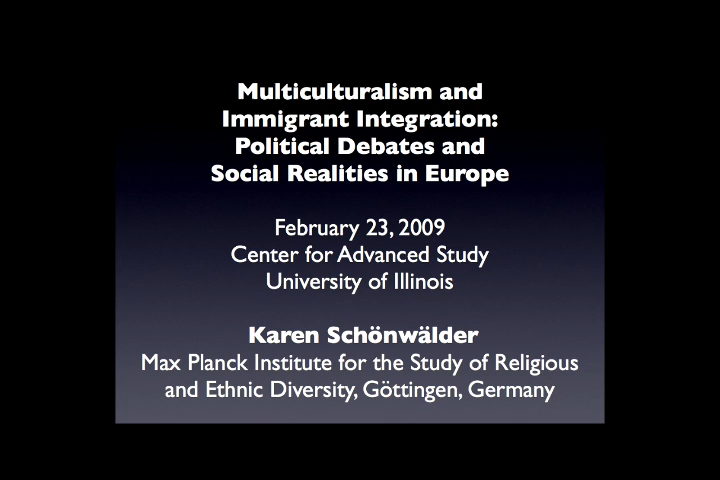 Multiculturalism and
Immigrant Integration:
Political Debates and
Social Realities in Europe
February 23, 2009
Center for Advanced Study
University of Illinois
Karen Schönwälder
Max Planck Institute for the Study of Religious
and Ethnic Diversity, Göttingen, Germany